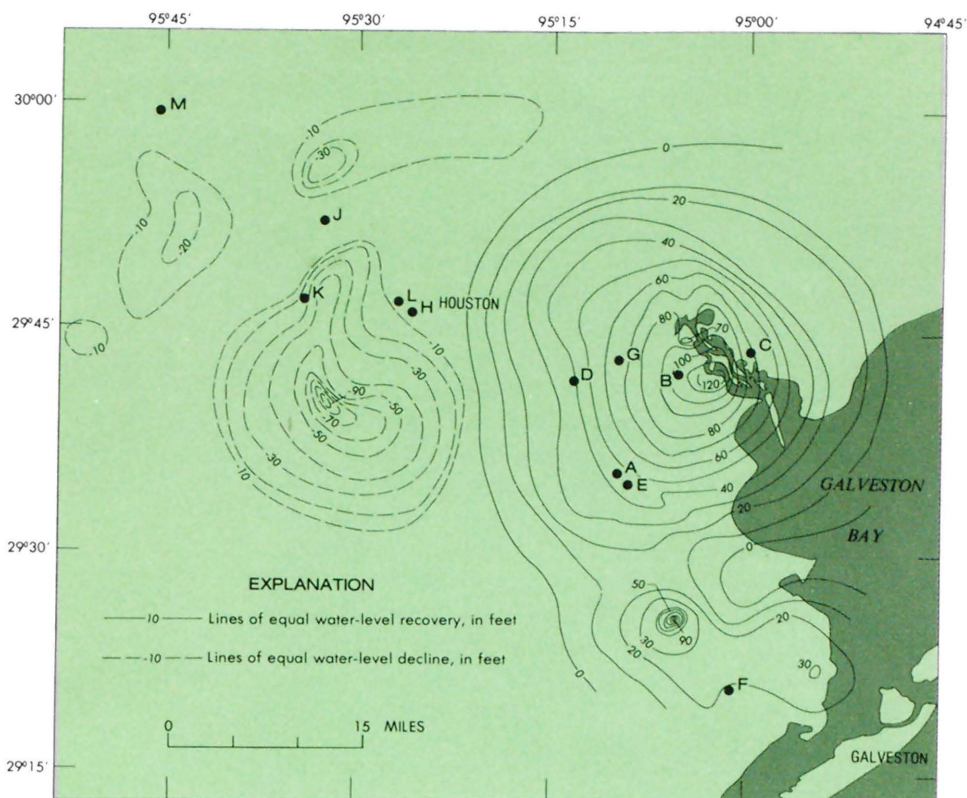 95°45' 95°30' 95°15' 95°00' 94°45'
30°00'
M
-10
-30
0
J
-10
-20
20
40
60
K
L
H HOUSTON
80
70
29°45'
-10
-10
C
G
100
D
B
120
-30
-90
-50
-70
-50
80
A
60
-30
E
40
-10
GALVESTON
20
BAY
0
29°30'
EXPLANATION
50
10 Lines of equal water-level recovery, in feet
20
30
90
-10 Lines of equal water-level decline, in feet
20
30
0
F
0 15 MILES
29°15'
GALVESTON